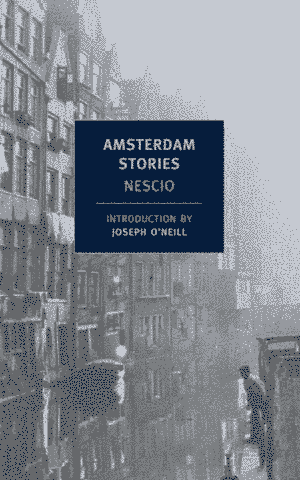 AMSTERDAM
STORIES
NESCIO
INTRODUCTION BY
JOSEPH O'NEILL